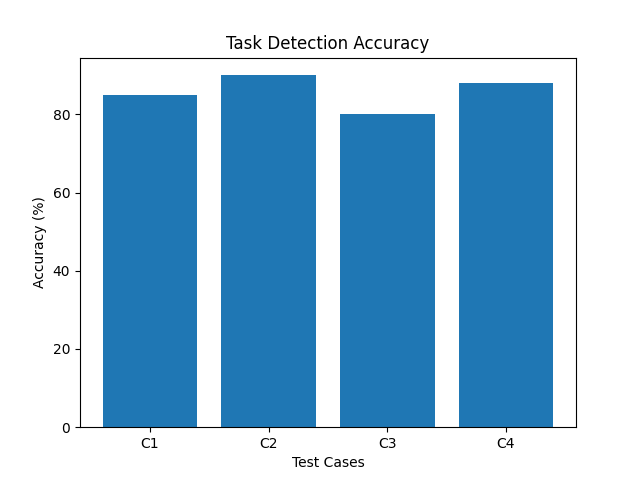 Task Detection Accuracy
Accuracy (%)
80
60
40
20
0
C1 C2 C3 C4
Test Cases